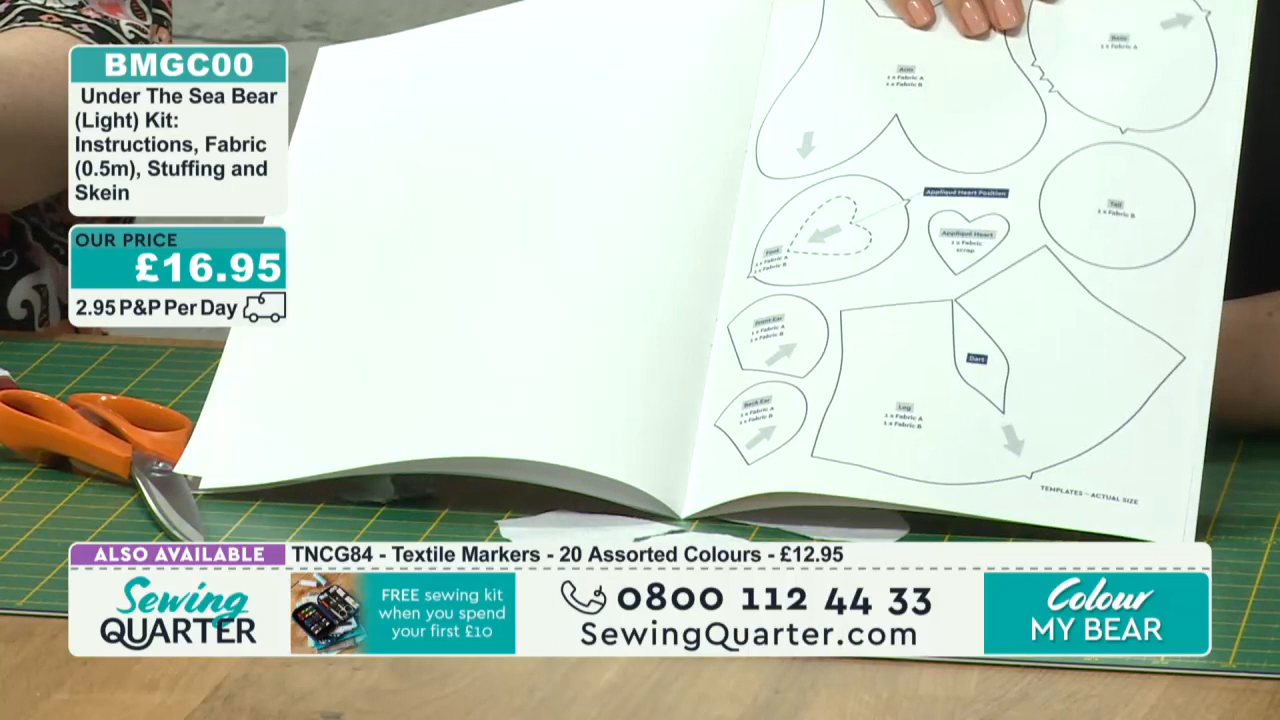 BMGC00
Under The Sea Bear
(Light) Kit:
Instructions, Fabric
(0.5m), Stuffing and
Skein
OUR PRICE
£16.95
2.95 P&P Per Day
Arm
1 x Fabric A
1 x Fabric B
1 x Fabric A
Appliqué Heart Position
Appliqué Heart
1 x Fabric
scrap
Tail
1 x Fabric B
Foot
1 x Fabric A
1 x Fabric B
Front Ear
1 x Fabric A
1 x Fabric B
Dart
Back Ear
1 x Fabric A
1 x Fabric B
Leg
1 x Fabric A
1 x Fabric B
TEMPLATES – ACTUAL SIZE
ALSO AVAILABLE
TNCG84 - Textile Markers - 20 Assorted Colours - £12.95
Sewing
QUARTER
FREE sewing kit
when you spend
your first £10
0800 112 44 33
SewingQuarter.com
Colour
MY BEAR